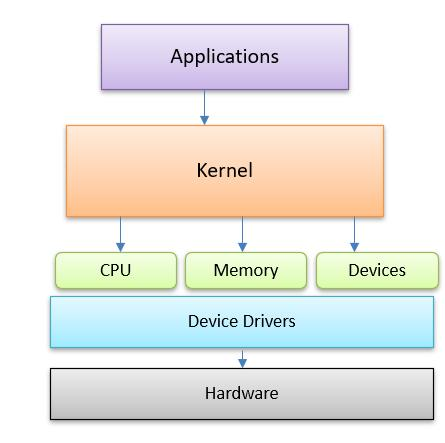 Applications
Kernel
CPU
Memory
Devices
Device Drivers
Hardware